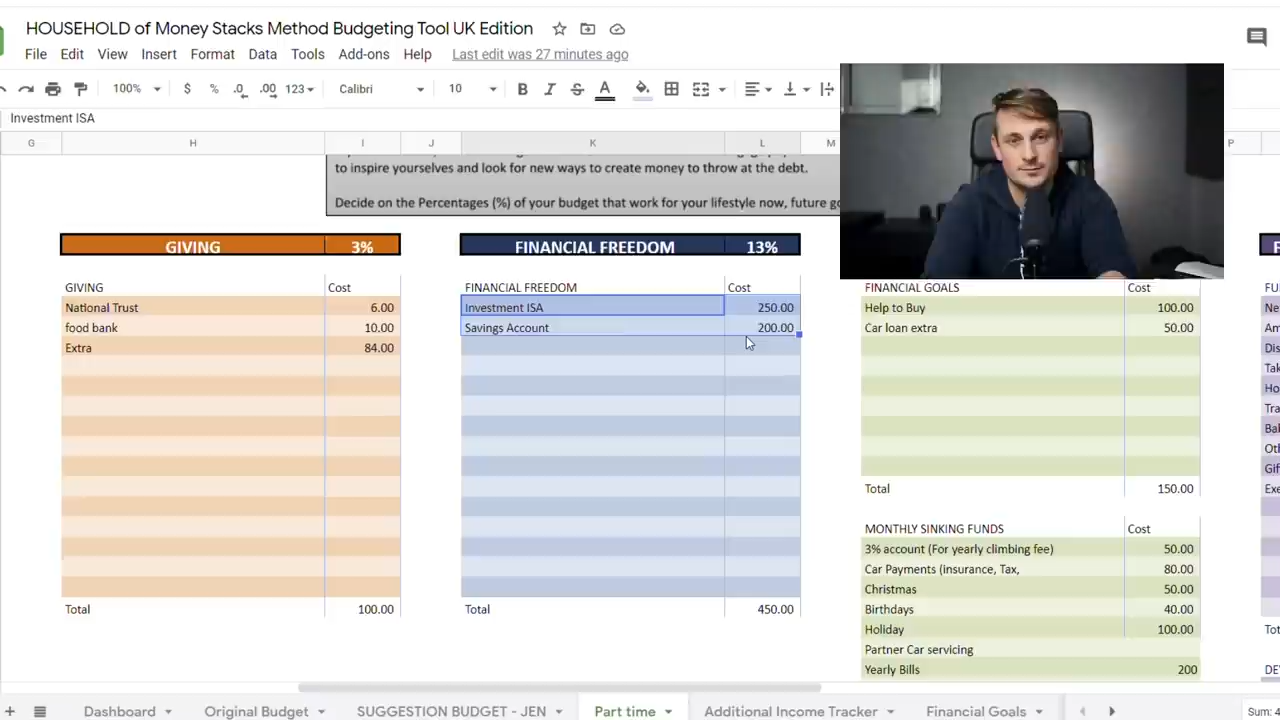 HOUSEHOLD of Money Stacks Method Budgeting Tool UK Edition
File Edit View Insert Format Data Tools Add-ons Help Last edit was 27 minutes ago
100% $ % .0 .00 123 Calibri 10 B I S A
Investment ISA
G H I J K L M P
to inspire yourselves and look for new ways to create money to throw at the debt.
Decide on the Percentages (%) of your budget that work for your lifestyle now, future
GIVING 3%
GIVING Cost
National Trust 6.00
food bank 10.00
Extra 84.00
Total 100.00
FINANCIAL FREEDOM 13%
FINANCIAL FREEDOM Cost
Investment ISA 250.00
Savings Account 200.00
Total 450.00
FINANCIAL GOALS Cost
Help to Buy 100.00
Car loan extra 50.00
Total 150.00
MONTHLY SINKING FUNDS Cost
3% account (For yearly climbing fee) 50.00
Car Payments (insurance, Tax, 80.00
Christmas 50.00
Birthdays 40.00
Holiday 100.00
Partner Car servicing
Yearly Bills 200
Dashboard Original Budget SUGGESTION BUDGET - JEN Part time Additional Income Tracker Financial Goals Sum: 4